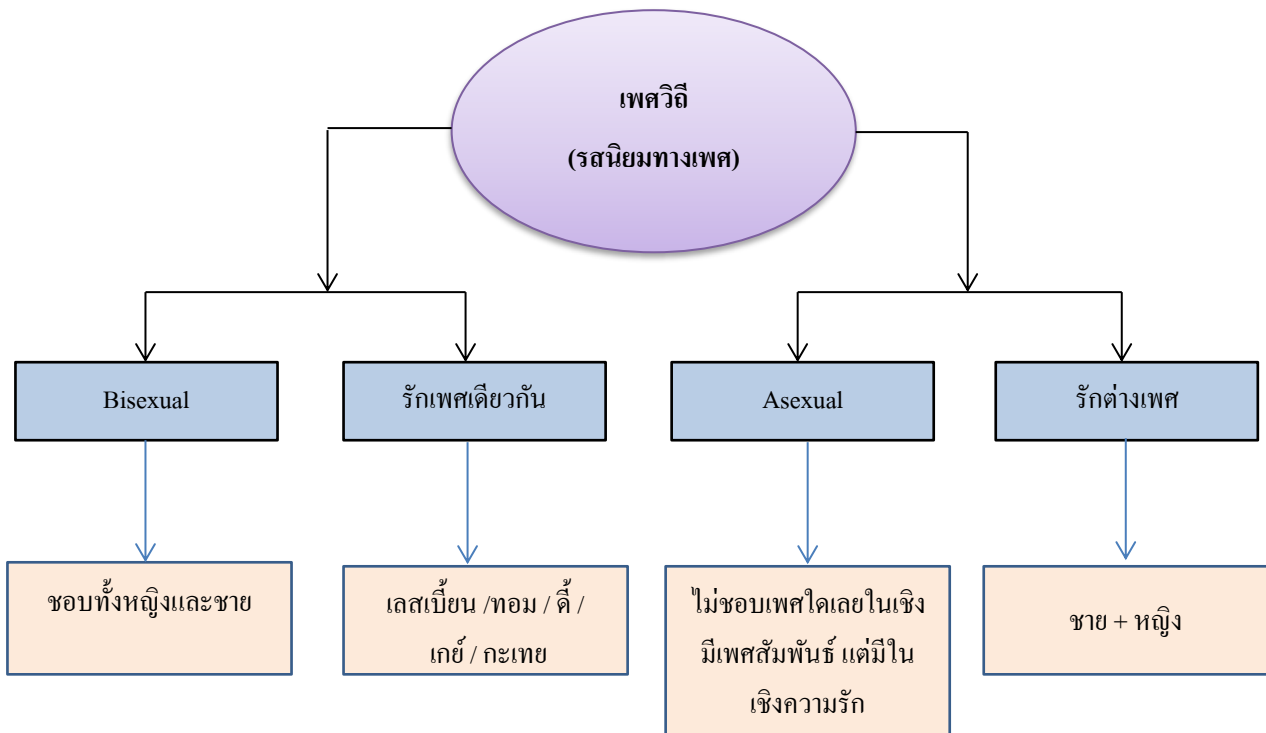 เพศวิถี
(รสนิยมทางเพศ)
Bisexual
รักเพศเดียวกัน
Asexual
รักต่างเพศ
ชอบทั้งหญิงและชาย
เลสเบี้ยน /ทอม / ดี้ /
เกย์ / กะเทย
ไม่ชอบเพศใดเลยในเชิง
มีเพศสัมพันธ์ แต่มีใน
เชิงความรัก
ชาย + หญิง